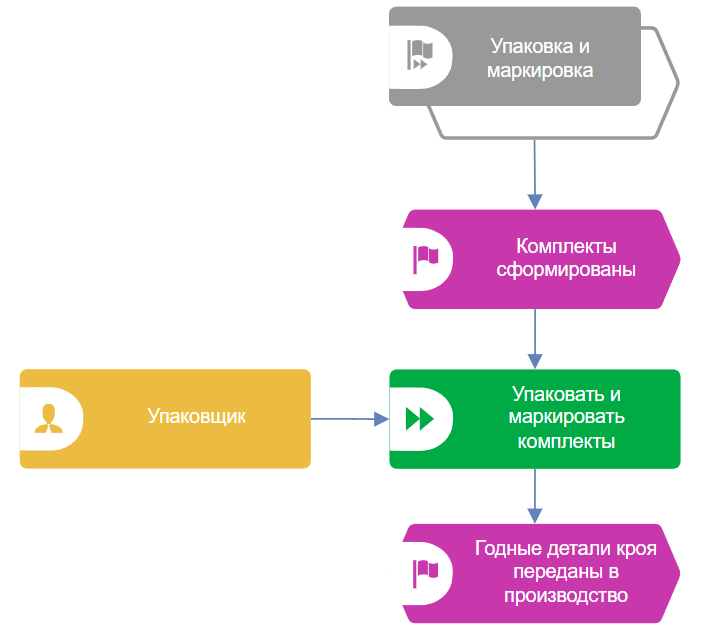 Упаковка и
маркировка
Комплекты
сформированы
Упаковщик
Упаковать и
маркировать
комплекты
Годные детали кроя
переданы в
производство